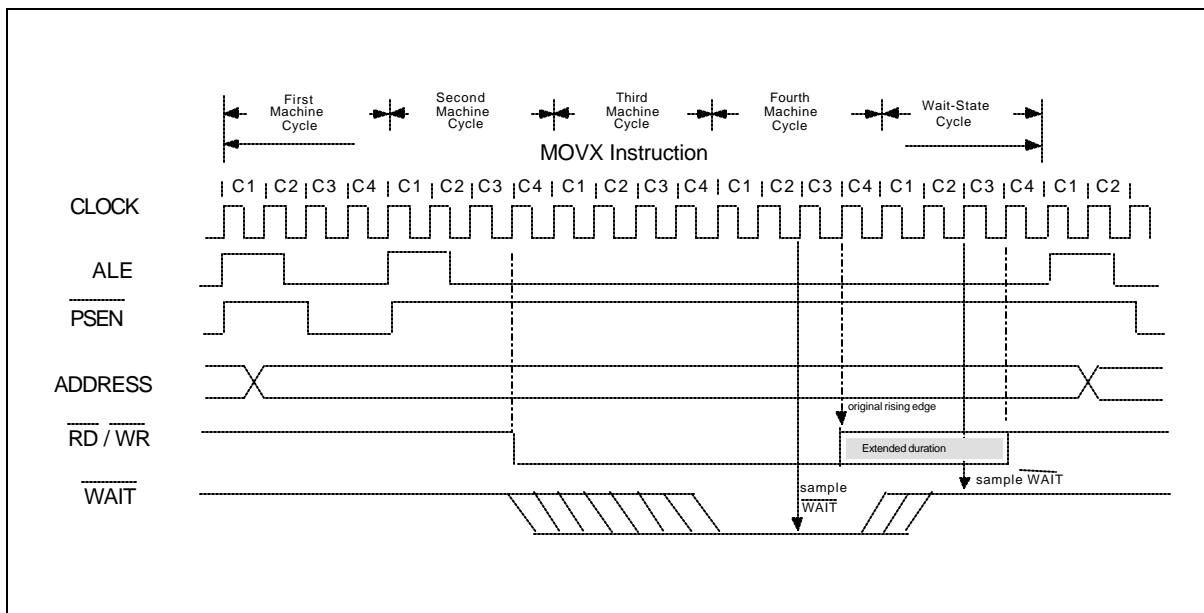 First
Machine
Cycle
Second
Machine
Cycle
Third
Machine
Cycle
Fourth
Machine
Cycle
Wait-State
Cycle
MOVX Instruction
CLOCK
C1 C2 C3 C4 C1 C2 C3 C4 C1 C2 C3 C4 C1 C2 C3 C4 C1 C2 C3 C4 C1 C2
ALE
PSEN
ADDRESS
original rising edge
RD / WR
Extended duration
WAIT
sample WAIT
sample
WAIT